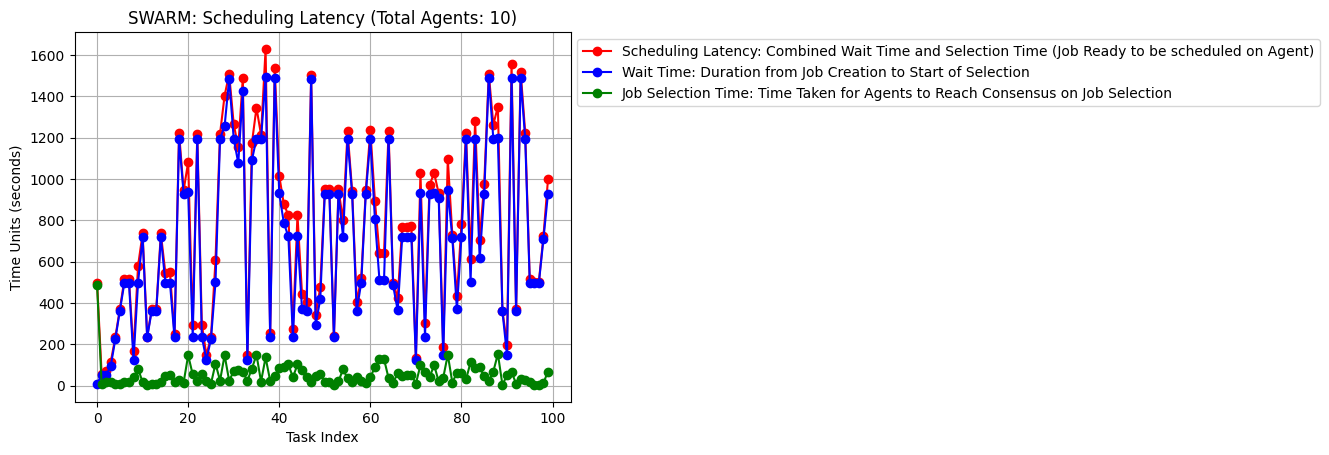 SWARM: Scheduling Latency (Total Agents: 10)
Scheduling Latency: Combined Wait Time and Selection Time (Job Ready to be scheduled on Agent)
Wait Time: Duration from Job Creation to Start of Selection
Job Selection Time: Time Taken for Agents to Reach Consensus on Job Selection
Time Units (seconds)
1600
1400
1200
1000
800
600
400
200
0
0 20 40 60 80 100
Task Index